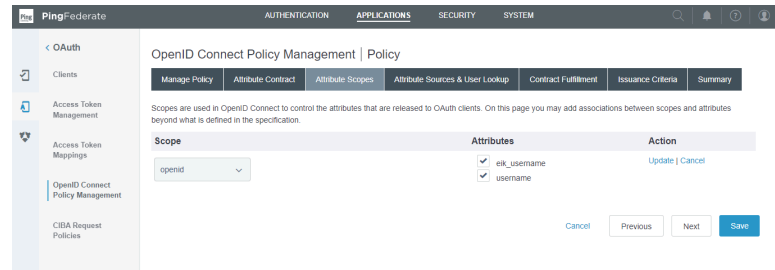 Ping PingFederate AUTHENTICATION APPLICATIONS SECURITY SYSTEM
< OAuth
Clients
Access Token
Management
Access Token
Mappings
OpenID Connect
Policy Management
CIBA Request
Policies
OpenID Connect Policy Management | Policy
Manage Policy Attribute Contract Attribute Scopes Attribute Sources & User Lookup Contract Fulfillment Issuance Criteria Summary
Scopes are used in OpenID Connect to control the attributes that are released to OAuth clients. On this page you may add associations between scopes and attributes
beyond what is defined in the specification.
Scope Attributes Action
openid eik_username Update | Cancel
username
Cancel Previous Next Save